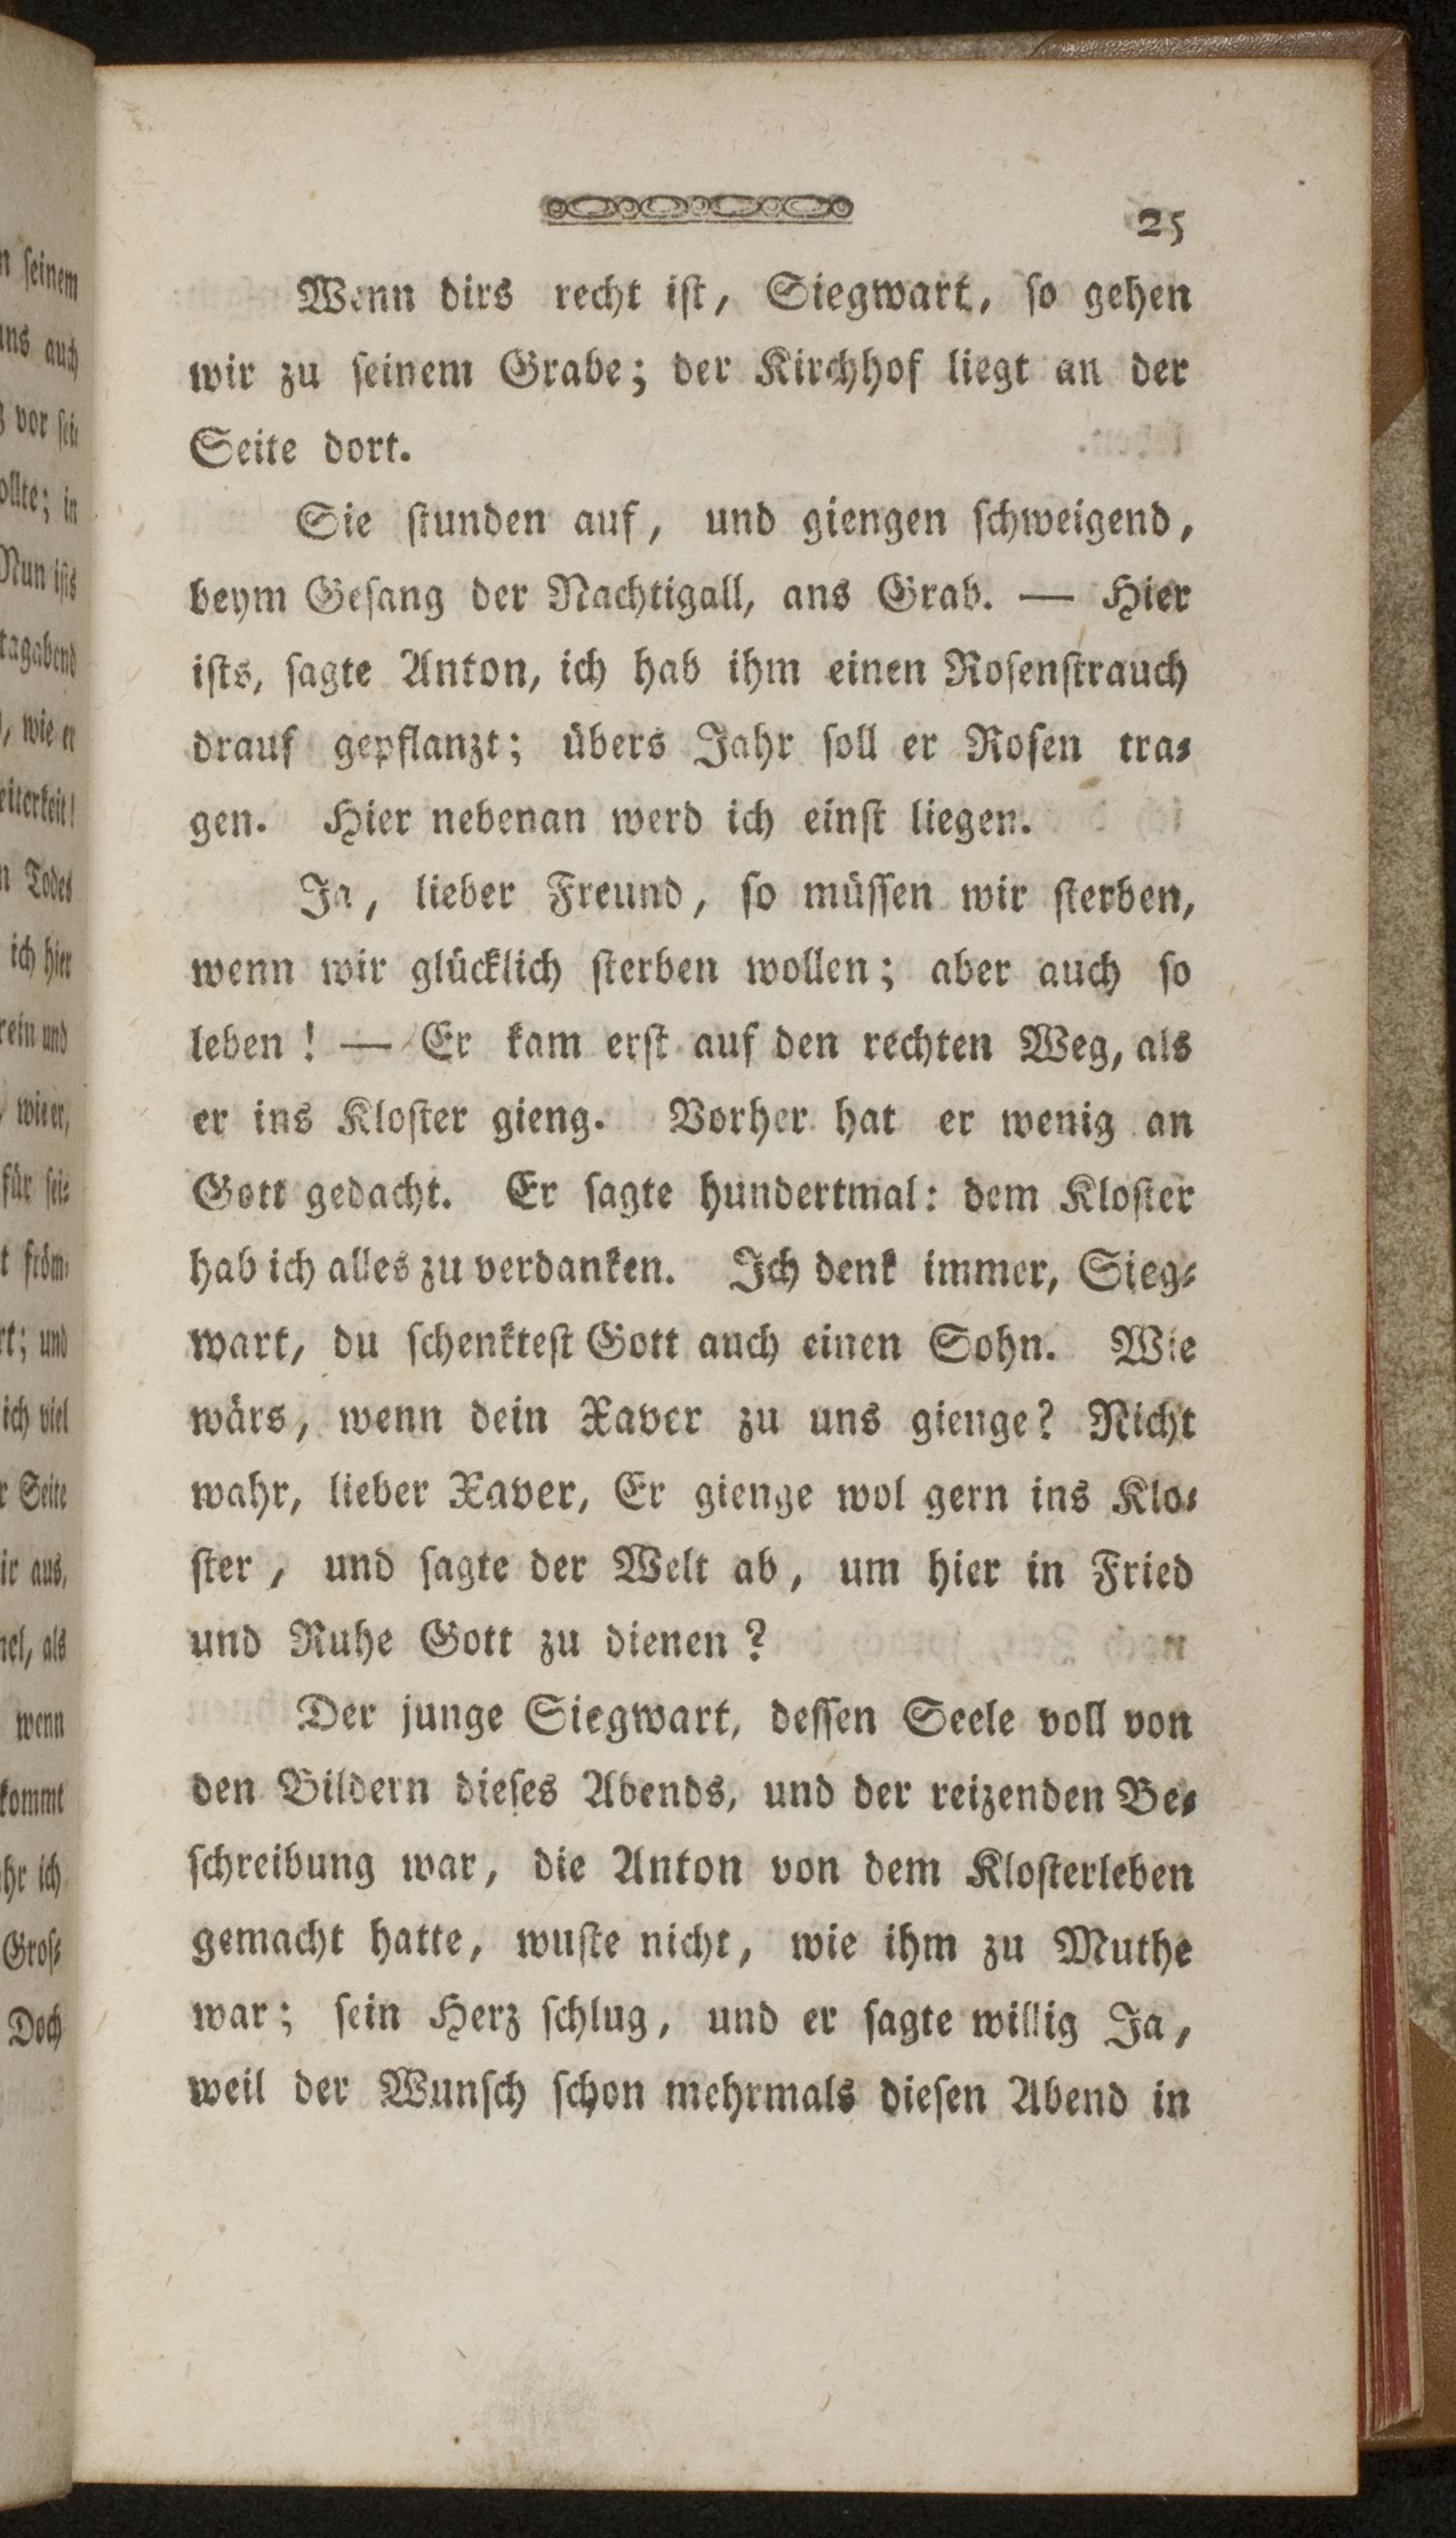 25
Wenn dirs recht iſt, Siegwart, ſo gehen
wir zu ſeinem Grabe; der Kirchhof liegt an der
Seite dort.
Sie ſtunden auf, und giengen ſchweigend,
beym Geſang der Nachtigall, ans Grab. — Hier
iſts, ſagte Anton, ich hab ihm einen Roſenſtrauch
drauf gepflanzt; übers Jahr ſoll er Roſen tra-
gen. Hier nebenan werd ich einſt liegen.
Ja, lieber Freund, ſo müſſen wir ſterben,
wenn wir glücklich ſterben wollen; aber auch ſo
leben! — Er kam erſt auf den rechten Weg, als
er ins Kloſter gieng. Vorher hat er wenig an
Gott gedacht. Er ſagte hundertmal: dem Kloſter
hab ich alles zu verdanken. Ich denk immer, Sieg-
wart, du ſchenkteſt Gott auch einen Sohn. Wie
wärs, wenn dein Xaver zu uns gienge? Nicht
wahr, lieber Xaver, Er gienge wol gern ins Klo-
ſter, und ſagte der Welt ab, um hier in Fried
und Ruhe Gott zu dienen?
Der junge Siegwart, deſſen Seele voll von
den Bildern dieſes Abends, und der reizenden Be-
ſchreibung war, die Anton von dem Kloſterleben
gemacht hatte, wuſte nicht, wie ihm zu Muthe
war; ſein Herz ſchlug, und er ſagte willig Ja,
weil der Wunſch ſchon mehrmals dieſen Abend in